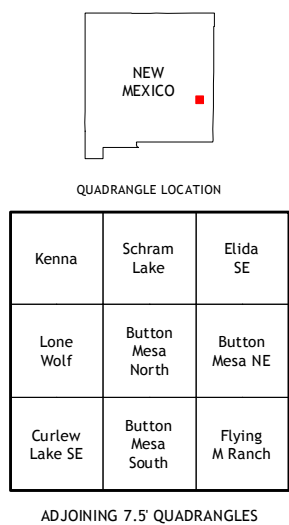 NEW
MEXICO
QUADRANGLE LOCATION
Kenna
Schram
Lake
Elida
SE
Lone
Wolf
Button
Mesa
North
Button
Mesa NE
Curlew
Lake SE
Button
Mesa
South
Flying
M Ranch
ADJOINING 7.5' QUADRANGLES